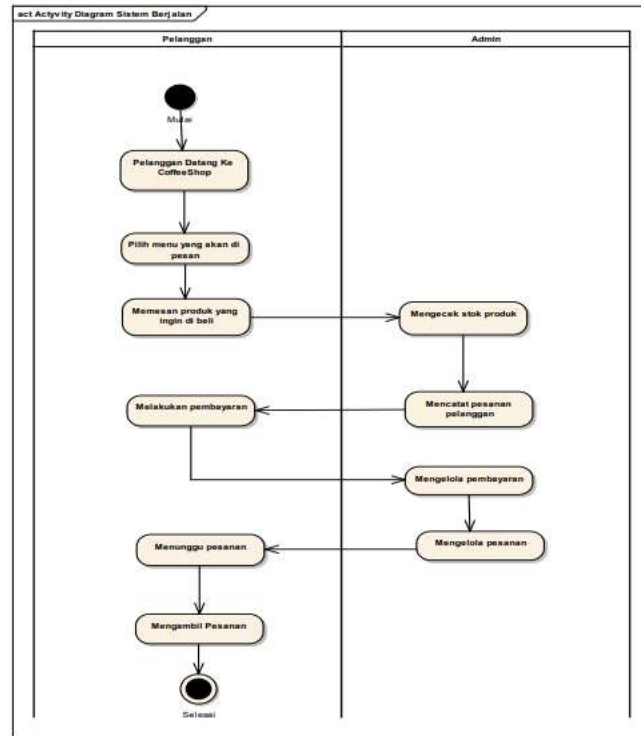 act Actyvity Diagram Sistem Berjalan
Pelanggan
Admin
Mulai
Pelanggan Datang Ke
CoffeeShop
Pilih menu yang akan di
pesan
Memesan produk yang
ingin di beli
Mengecek stok produk
Mencatat pesanan
pelanggan
Melakukan pembayaran
Mengelola pembayaran
Mengelola pesanan
Menunggu pesanan
Mengambil Pesanan
Selesai